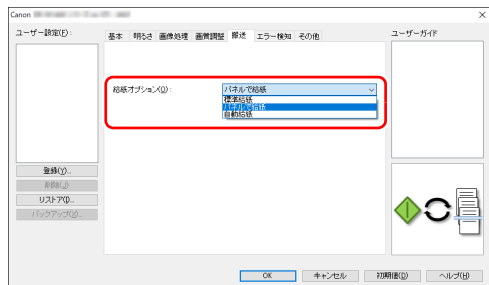 Canon
ユーザー設定(E):
基本 明るさ 画像処理 画質調整 搬送 エラー検知 その他
ユーザーガイド
給紙オプション(O): パネルで給紙
標準給紙
パネルで給紙
自動給紙
登録(Y)...
削除(J)
リストア(I)...
バックアップ(Q)...
OK キャンセル 初期値(D) ヘルプ(H)